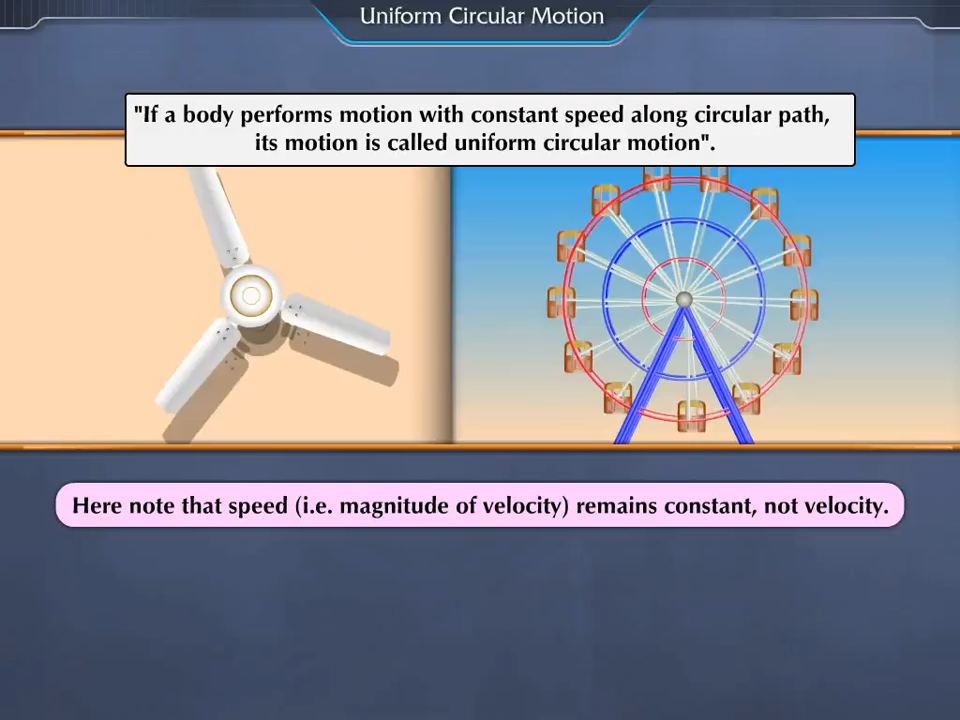 Uniform Circular Motion
"If a body performs motion with constant speed along circular path,
its motion is called uniform circular motion".
Here note that speed (i.e. magnitude of velocity) remains constant, not velocity.